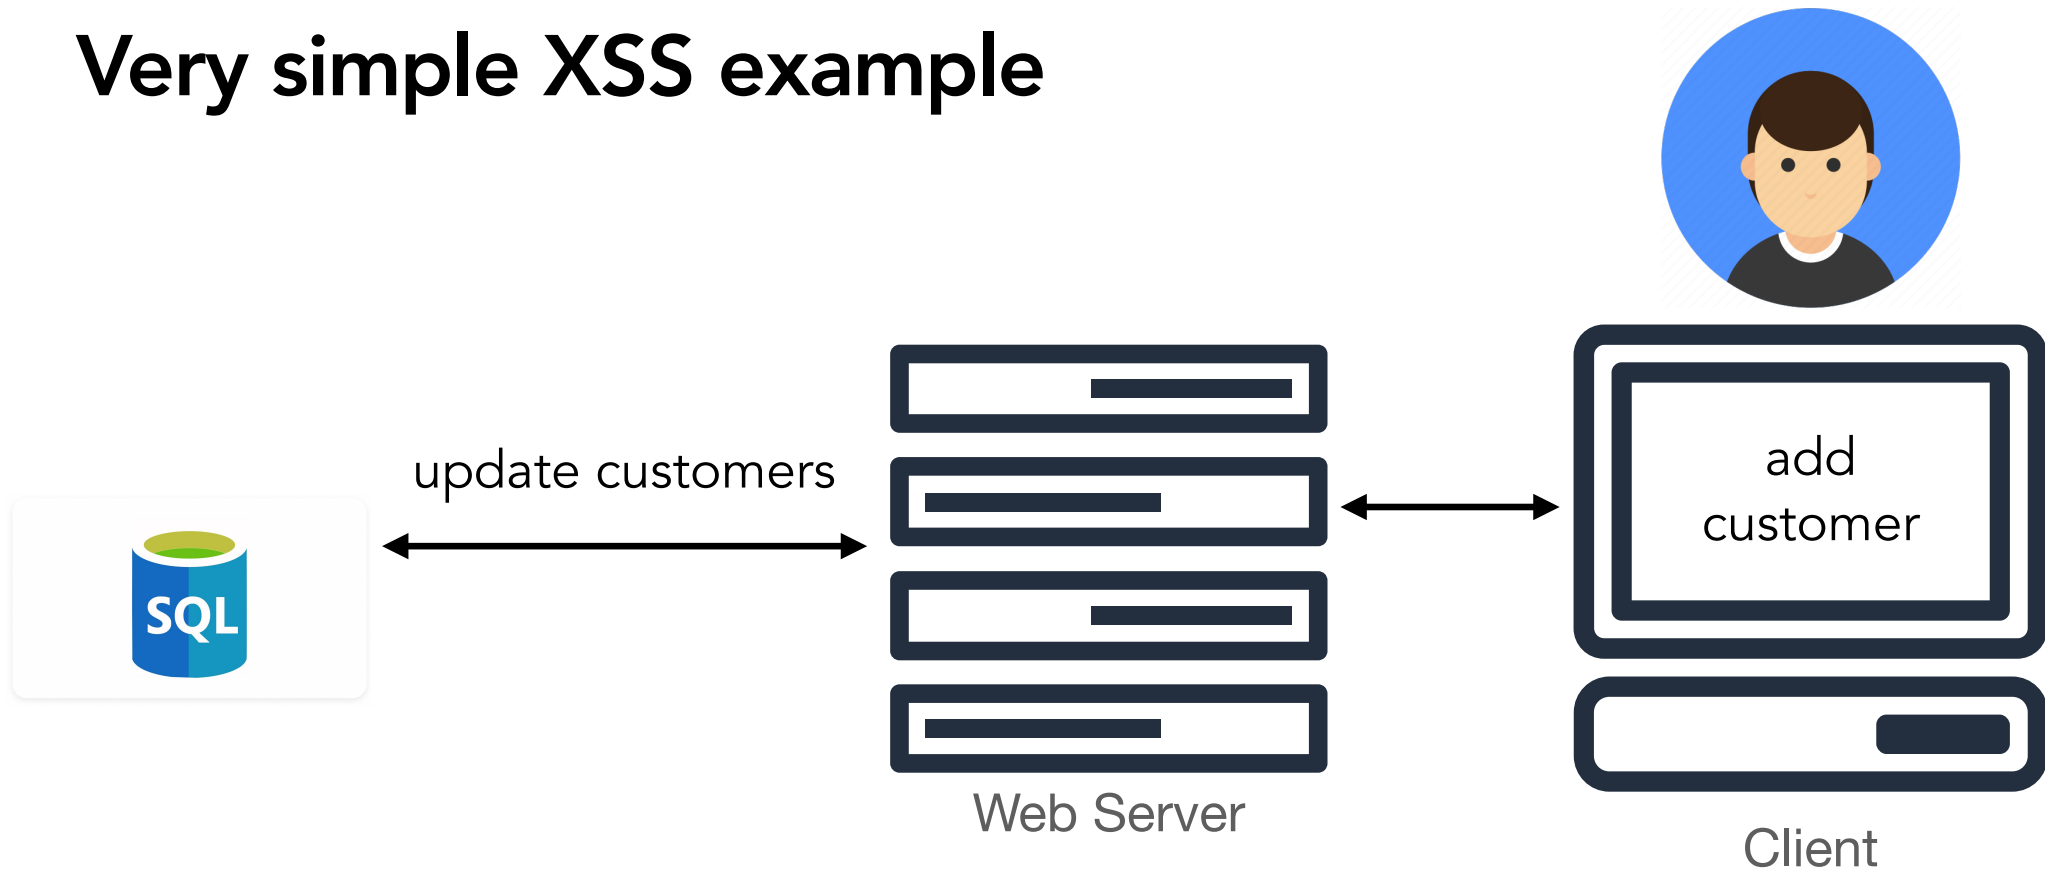 Very simple XSS example
update customers
add
customer
SQL
Web Server
Client